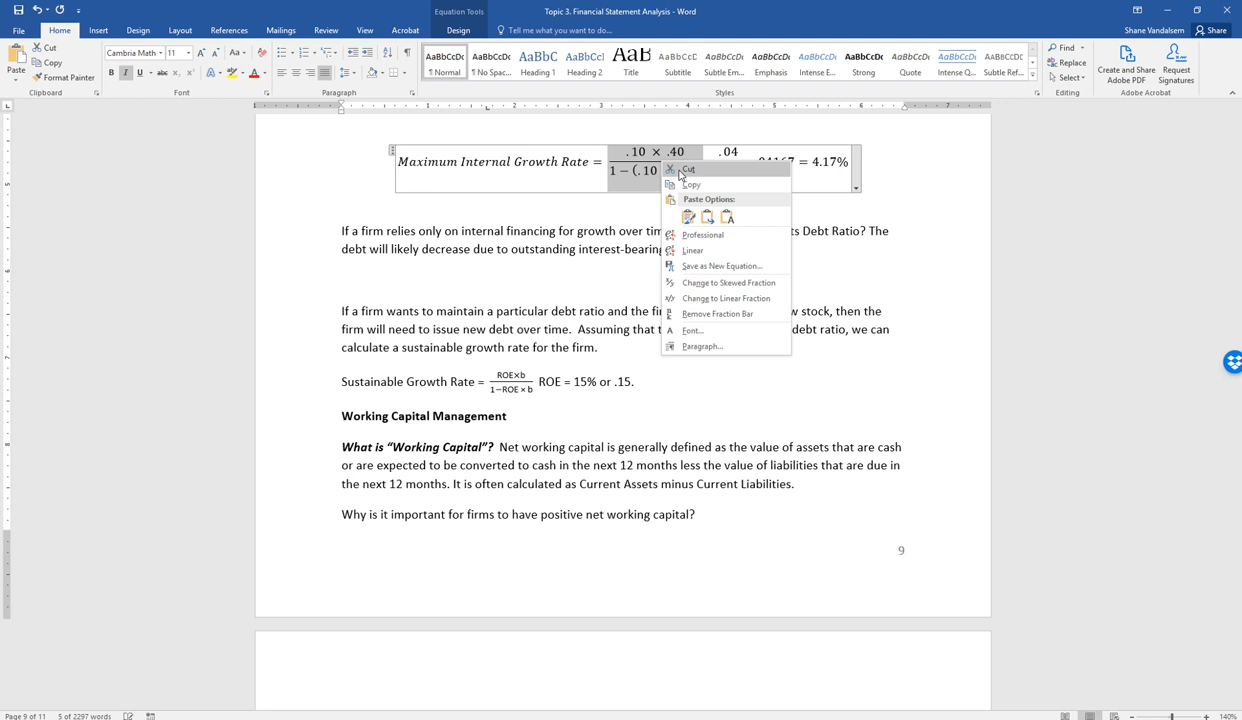 Equation Tools
Topic 3. Financial Statement Analysis - Word
File Home Insert Design Layout References Mailings Review View Acrobat Design Tell me what you want to do... Shane Vandalsem Share
Paste
Cut
Copy
Format Painter
Clipboard
Cambria Math 11
Font
Paragraph
AaBbCcDc AaBbCcDc AaBbC AaBbCcl AaB AaBbCcD AaBbCcDc AaBbCcDc AaBbCcDc AaBbCcDc AaBbCcDc AaBbCcDc AABBCCDD
¶ Normal ¶ No Spac... Heading 1 Heading 2 Title Subtitle Subtle Em... Emphasis Intense E... Strong Quote Intense Q... Subtle Ref...
Styles
Find
Replace
Select
Editing
Create and Share Adobe PDF
Request Signatures
Adobe Acrobat
.10 × .40 .04
Maximum Internal Growth Rate = = 4.17%
1 − (.10
Cut
Copy
Paste Options:
Professional
Linear
Save as New Equation...
Change to Skewed Fraction
Change to Linear Fraction
Remove Fraction Bar
Font...
Paragraph...
If a firm relies only on internal financing for growth over tim ts Debt Ratio? The
debt will likely decrease due to outstanding interest-bearing
If a firm wants to maintain a particular debt ratio and the fi w stock, then the
firm will need to issue new debt over time. Assuming that t debt ratio, we can
calculate a sustainable growth rate for the firm.
Sustainable Growth Rate = ROE×b / 1−ROE × b ROE = 15% or .15.
Working Capital Management
What is “Working Capital”? Net working capital is generally defined as the value of assets that are cash
or are expected to be converted to cash in the next 12 months less the value of liabilities that are due in
the next 12 months. It is often calculated as Current Assets minus Current Liabilities.
Why is it important for firms to have positive net working capital?
9
Page 9 of 11 5 of 2297 words 140%